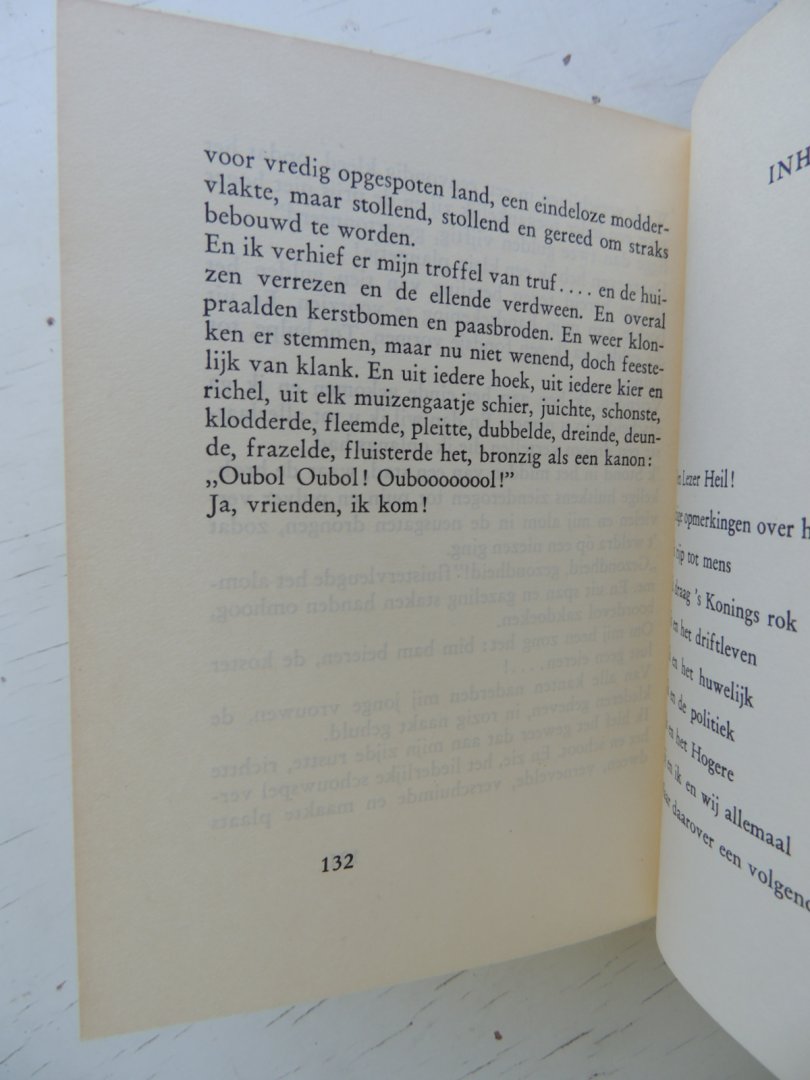 voor vredig opgespoten land, een eindeloze modder-
vlakte, maar stollend, stollend en gereed om straks
bebouwd te worden.
En ik verhief er mijn troffel van truf.... en de hui-
zen verrezen en de ellende verdween. En overal
praalden kerstbomen en paasbroden. En weer klon-
ken er stemmen, maar nu niet wenend, doch feeste-
lijk van klank. En uit iedere hoek, uit iedere kier en
richel, uit elk muizengaatje schier, juichte, schonste,
klodderde, fleemde, pleitte, dubbelde, dreinde, deun-
de, frazelde, fluisterde het, bronzig als een kanon:
„Oubol Oubol! Ouboooooool!”
Ja, vrienden, ik kom!
132
INH
Lezer Heil!
opmerkingen over h
tot mens
draag 's Konings rok
en het driftleven
en het huwelijk
en de politiek
en het Hogere
en ik en wij allemaal
daarover een volgend